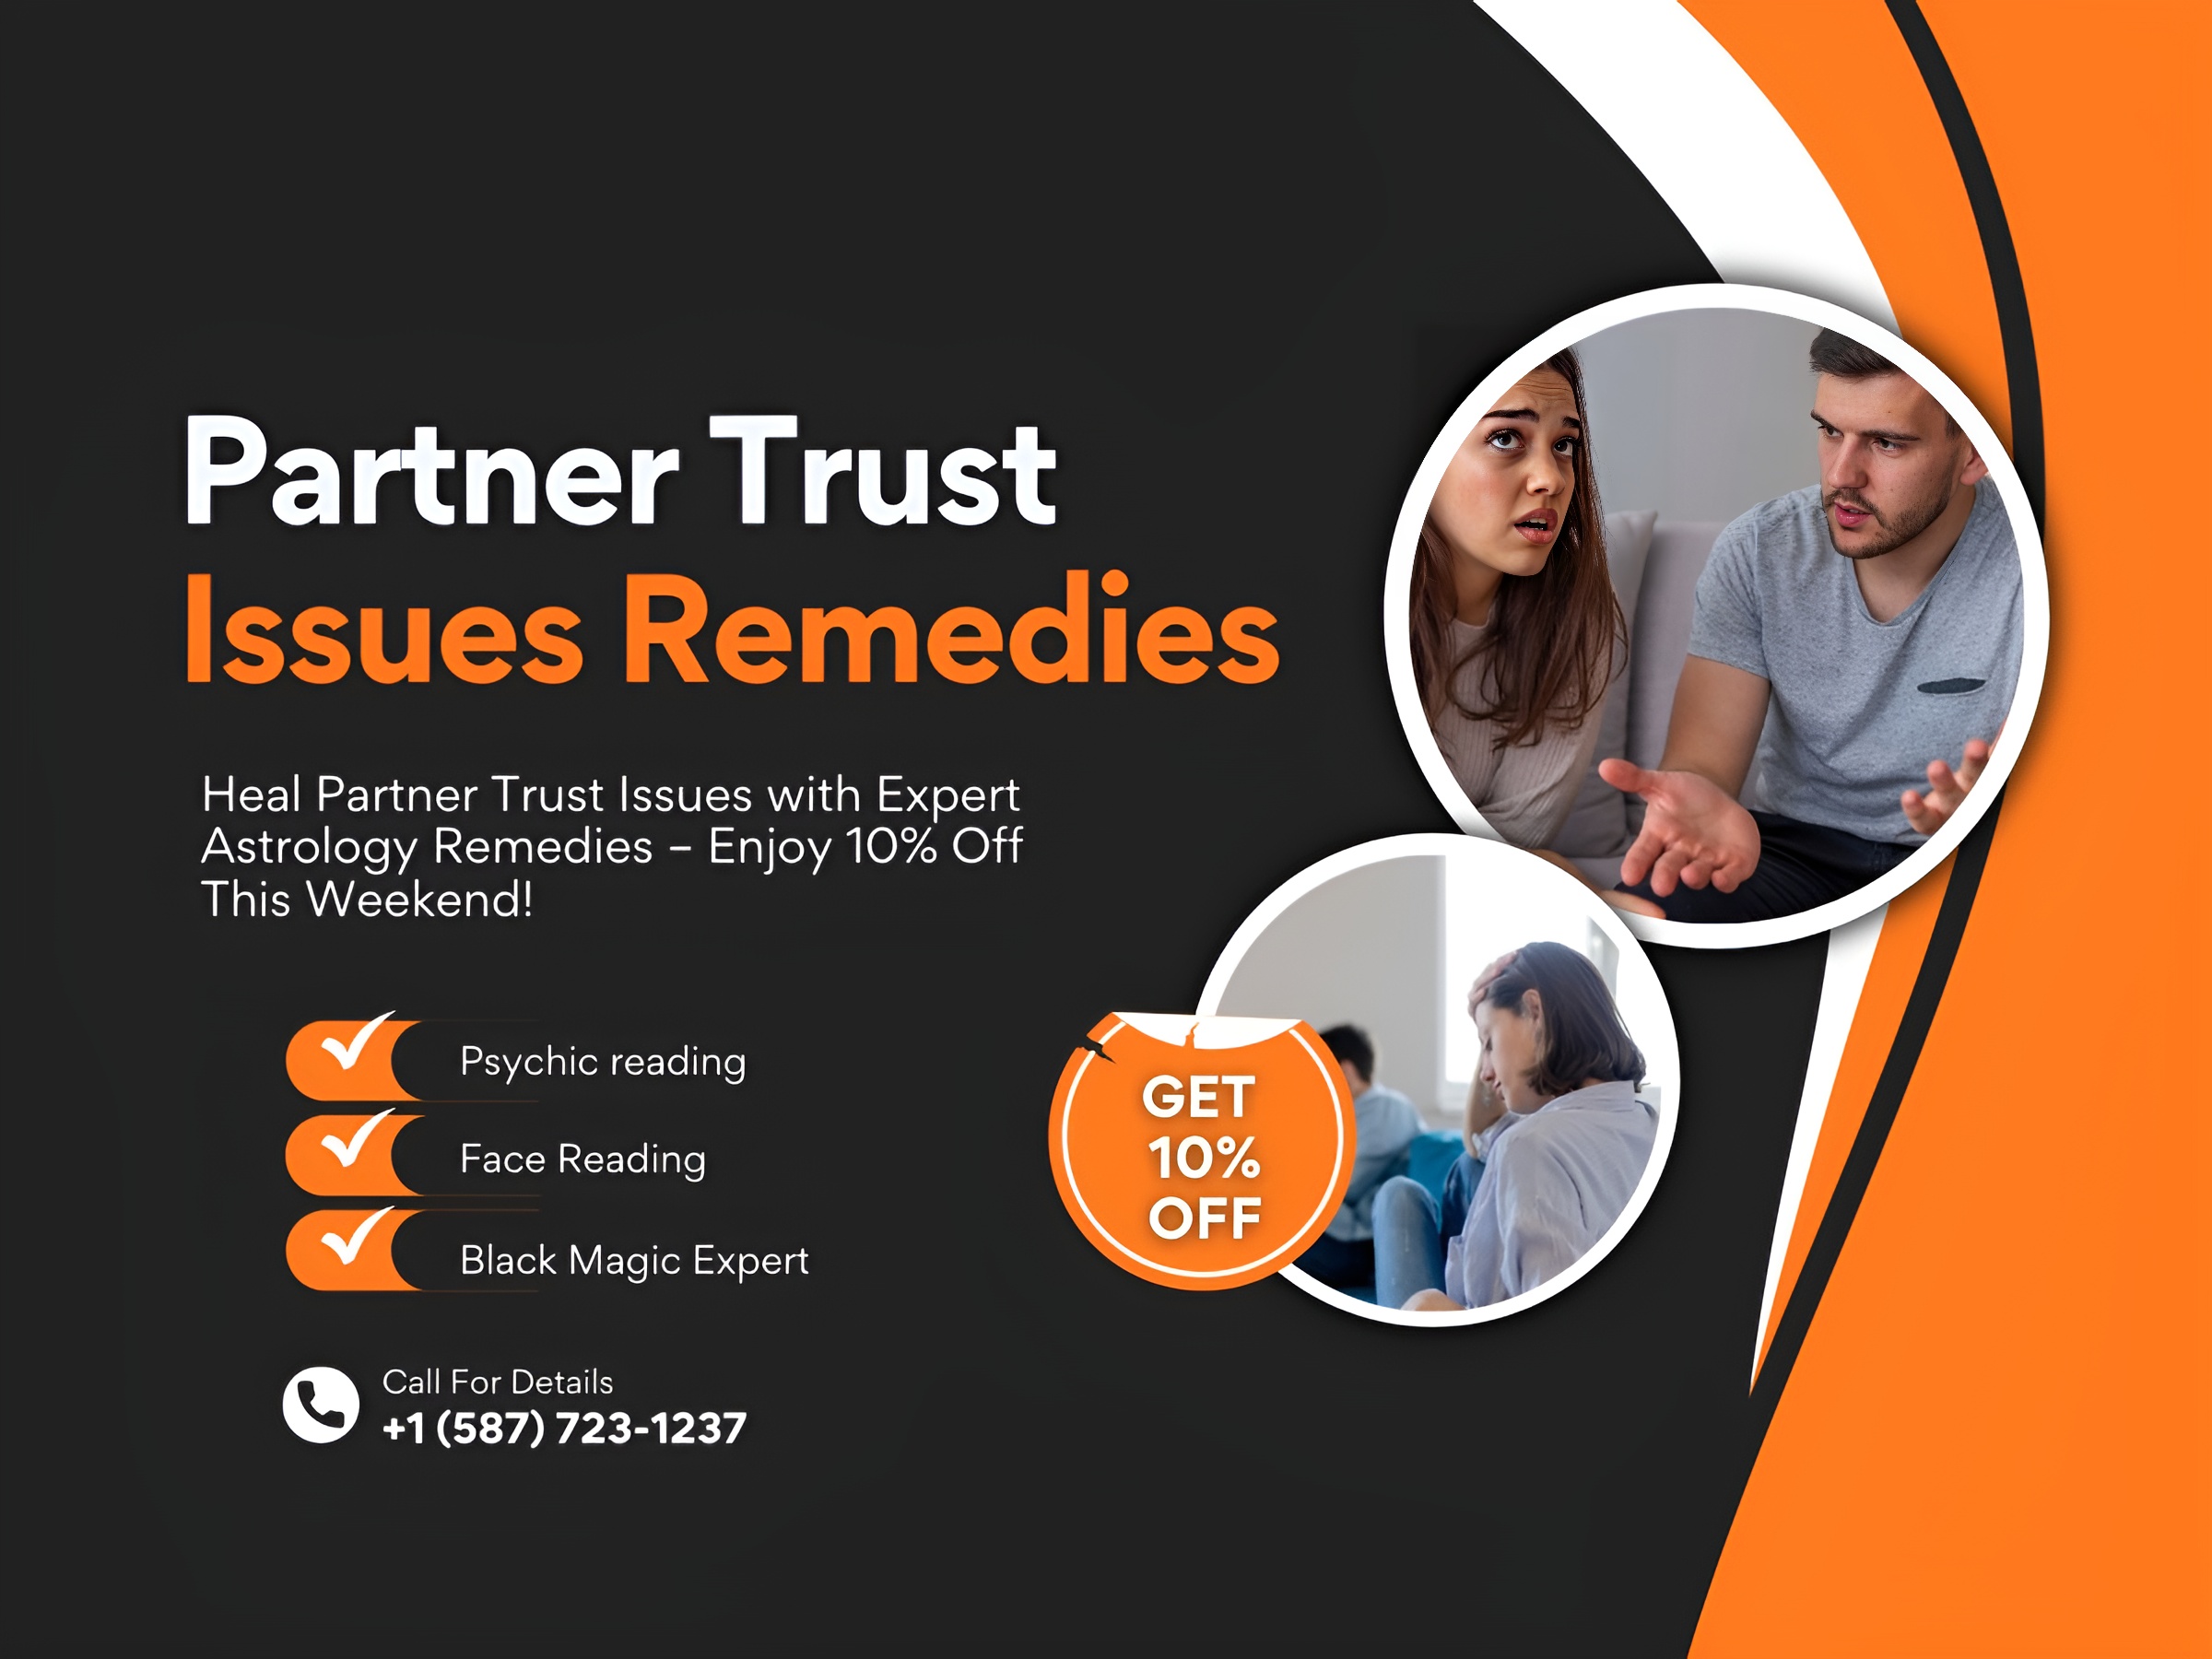 Partner Trust
Issues Remedies
Heal Partner Trust Issues with Expert
Astrology Remedies – Enjoy 10% Off
This Weekend!
Psychic reading
Face Reading
Black Magic Expert
GET
10%
OFF
Call For Details
+1 (587) 723-1237